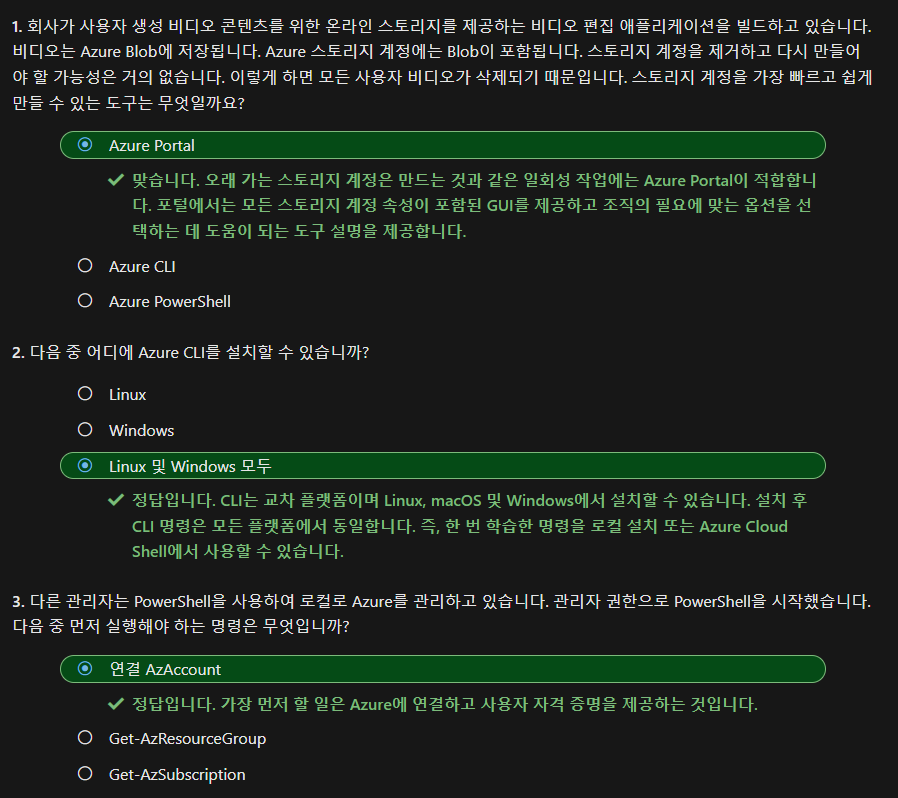 1. 회사가 사용자 생성 비디오 콘텐츠를 위한 온라인 스토리지를 제공하는 비디오 편집 애플리케이션을 빌드하고 있습니다.
비디오는 Azure Blob에 저장됩니다. Azure 스토리지 계정에는 Blob이 포함됩니다. 스토리지 계정을 제거하고 다시 만들어
야 할 가능성은 거의 없습니다. 이렇게 하면 모든 사용자 비디오가 삭제되기 때문입니다. 스토리지 계정을 가장 빠르고 쉽게
만들 수 있는 도구는 무엇일까요?
Azure Portal
맞습니다. 오래 가는 스토리지 계정은 만드는 것과 같은 일회성 작업에는 Azure Portal이 적합합니
다. 포털에서는 모든 스토리지 계정 속성이 포함된 GUI를 제공하고 조직의 필요에 맞는 옵션을 선
택하는 데 도움이 되는 도구 설명을 제공합니다.
Azure CLI
Azure PowerShell
2. 다음 중 어디에 Azure CLI를 설치할 수 있습니까?
Linux
Windows
Linux 및 Windows 모두
정답입니다. CLI는 교차 플랫폼이며 Linux, macOS 및 Windows에서 설치할 수 있습니다. 설치 후
CLI 명령은 모든 플랫폼에서 동일합니다. 즉, 한 번 학습한 명령을 로컬 설치 또는 Azure Cloud
Shell에서 사용할 수 있습니다.
3. 다른 관리자는 PowerShell을 사용하여 로컬로 Azure를 관리하고 있습니다. 관리자 권한으로 PowerShell을 시작했습니다.
다음 중 먼저 실행해야 하는 명령은 무엇입니까?
연결 AzAccount
정답입니다. 가장 먼저 할 일은 Azure에 연결하고 사용자 자격 증명을 제공하는 것입니다.
Get-AzResourceGroup
Get-AzSubscription